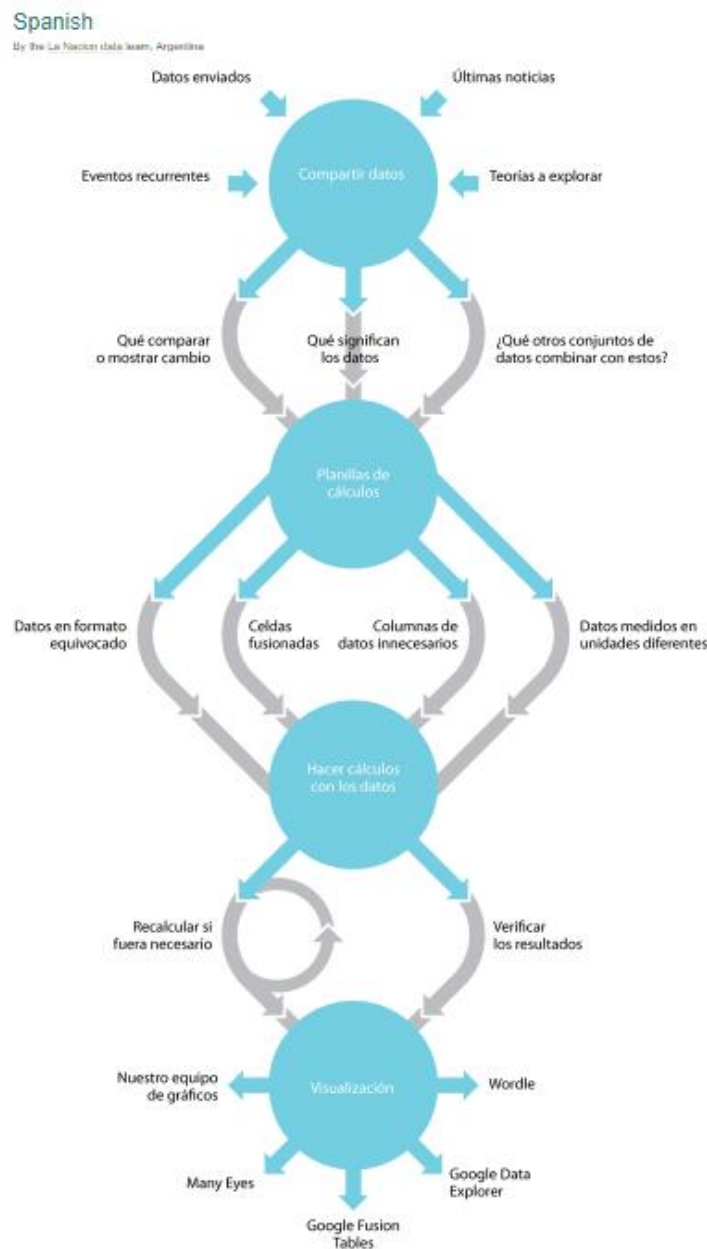 Spanish
By the La Nacion data team, Argentina
Datos enviados
Últimas noticias
Eventos recurrentes
Compartir datos
Teorías a explorar
Qué comparar
o mostrar cambio
Qué significan
los datos
¿Qué otros conjuntos de
datos combinar con estos?
Planillas de
cálculos
Datos en formato
equivocado
Celdas
fusionadas
Columnas de
datos innecesarios
Datos medidos en
unidades diferentes
Hacer cálculos
con los datos
Recalcular si
fuera necesario
Verificar
los resultados
Nuestro equipo
de gráficos
Visualización
Wordle
Many Eyes
Google Data
Explorer
Google Fusion
Tables